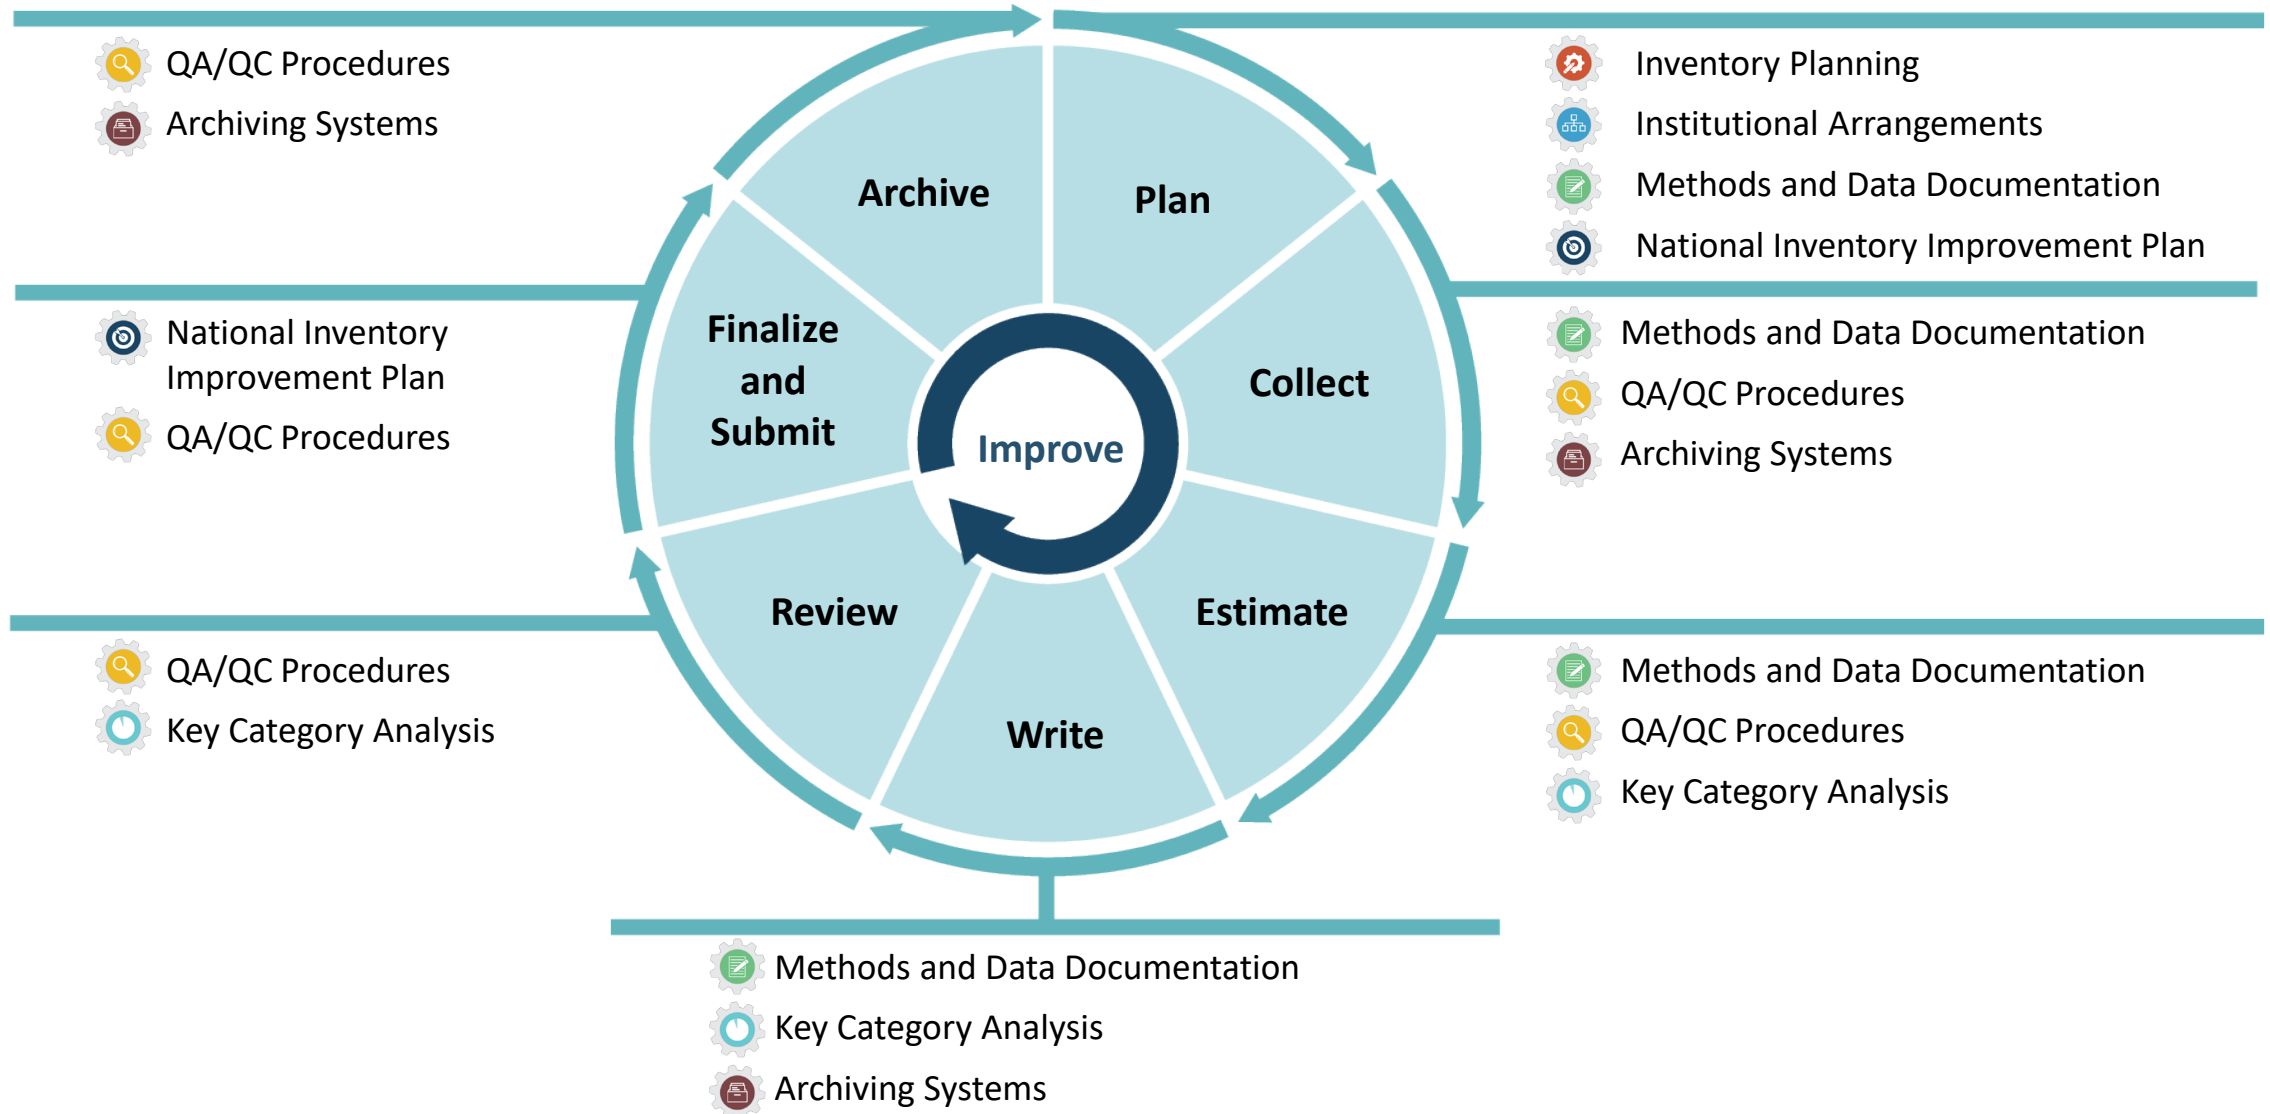 QA/QC Procedures
Archiving Systems
Inventory Planning
Institutional Arrangements
Methods and Data Documentation
National Inventory Improvement Plan
Archive
Plan
National Inventory
Improvement Plan
QA/QC Procedures
Finalize
and
Submit
Collect
Improve
Methods and Data Documentation
QA/QC Procedures
Archiving Systems
Review
Estimate
Write
QA/QC Procedures
Key Category Analysis
Methods and Data Documentation
QA/QC Procedures
Key Category Analysis
Methods and Data Documentation
Key Category Analysis
Archiving Systems